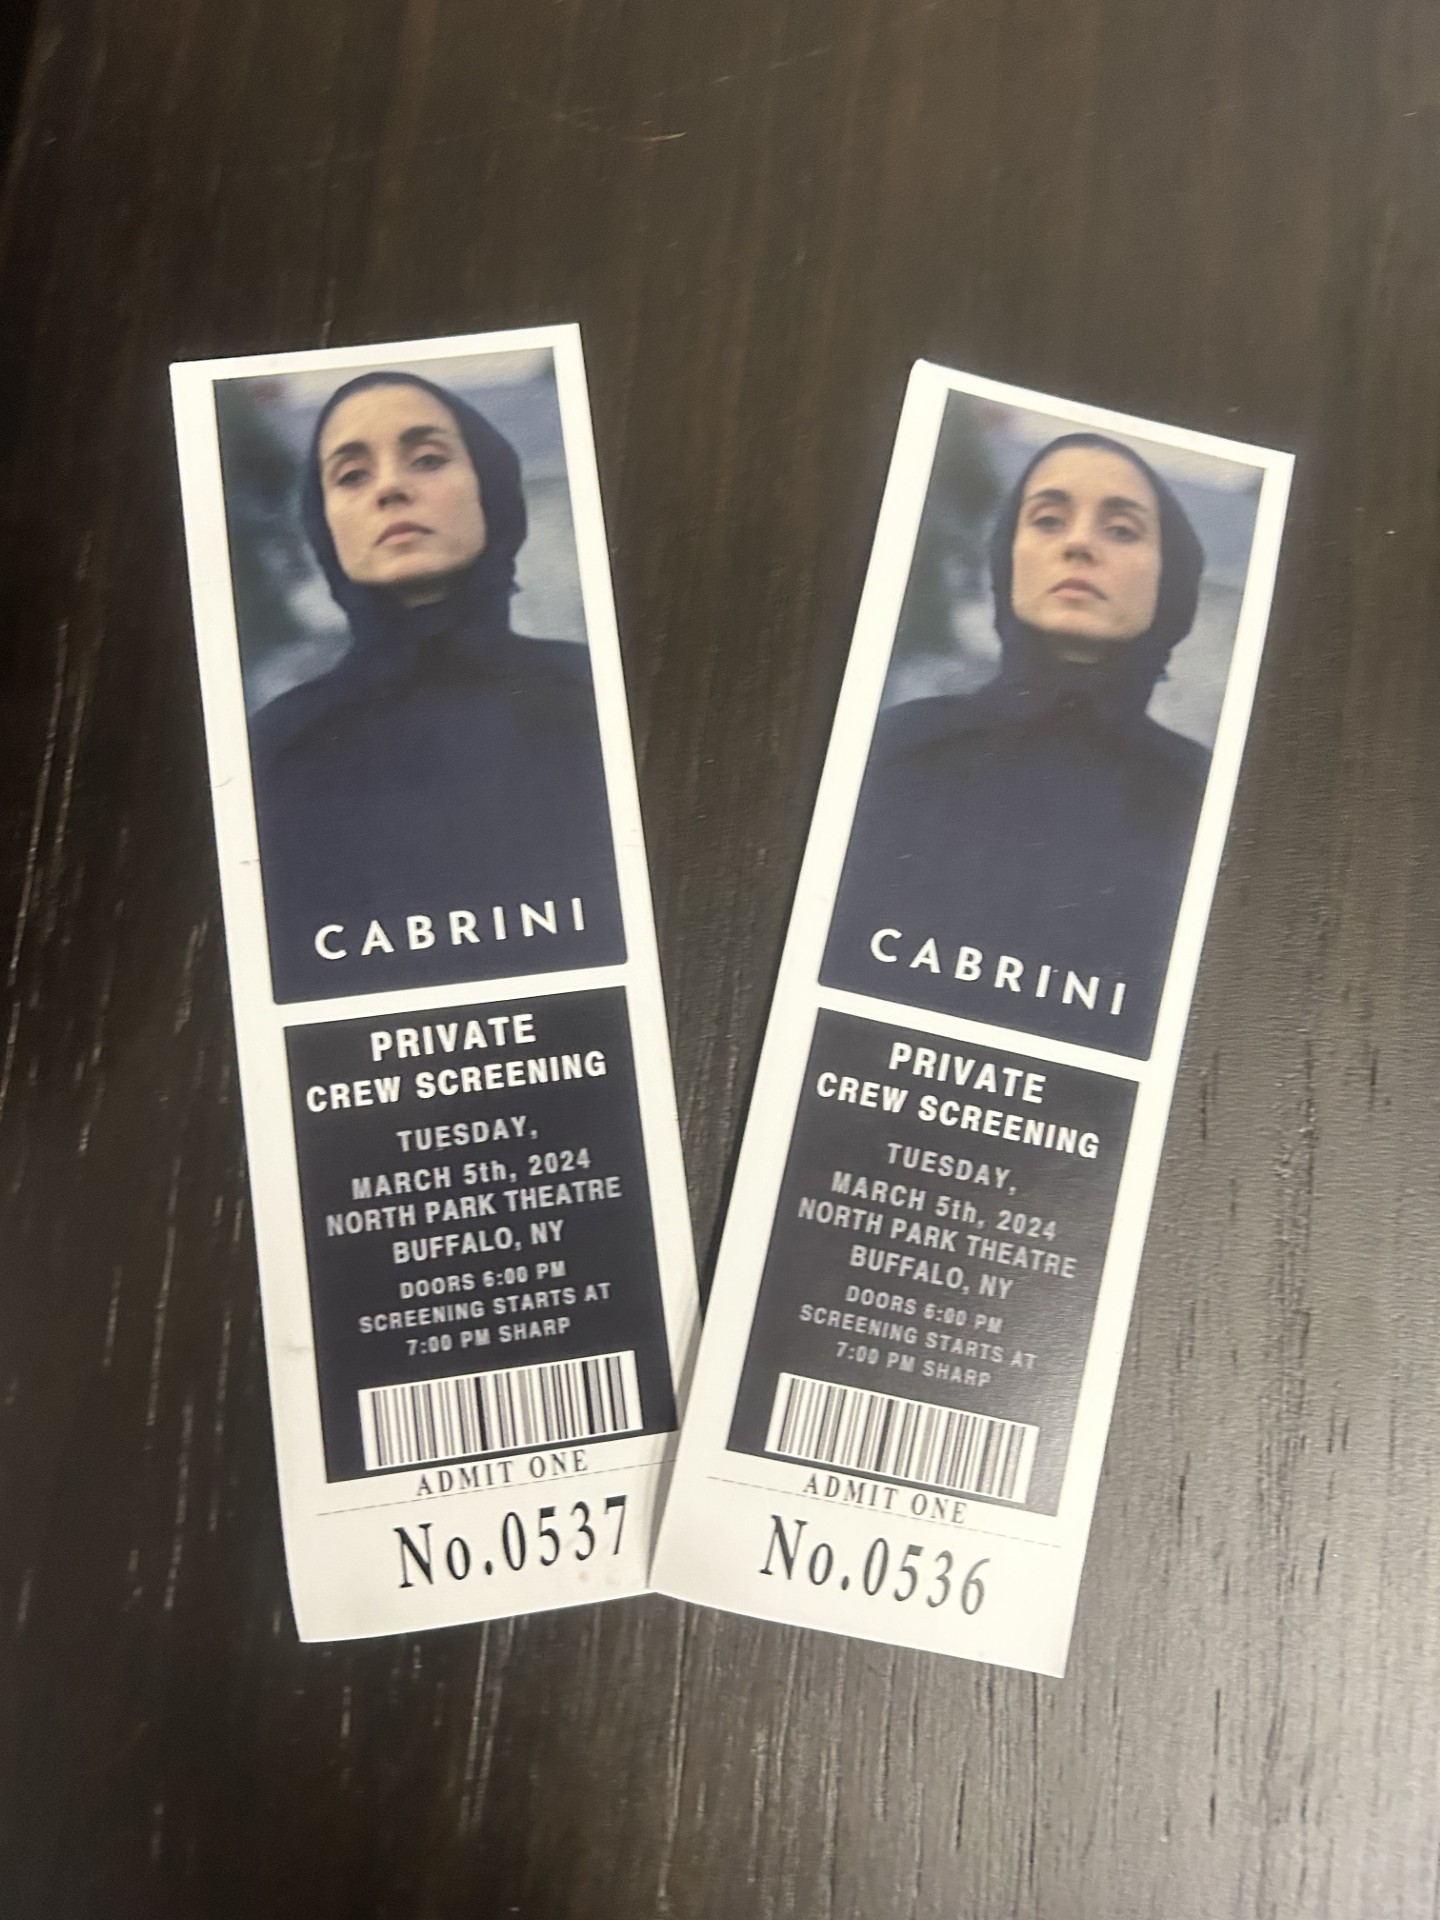 CABRINI
PRIVATE
CREW SCREENING
TUESDAY,
MARCH 5th, 2024
NORTH PARK THEATRE
BUFFALO, NY
DOORS 6:00 PM
SCREENING STARTS AT
7:00 PM SHARP
ADMIT ONE
No.0537
CABRINI
PRIVATE
CREW SCREENING
TUESDAY,
MARCH 5th, 2024
NORTH PARK THEATRE
BUFFALO, NY
DOORS 6:00 PM
SCREENING STARTS AT
7:00 PM SHARP
ADMIT ONE
No.0536